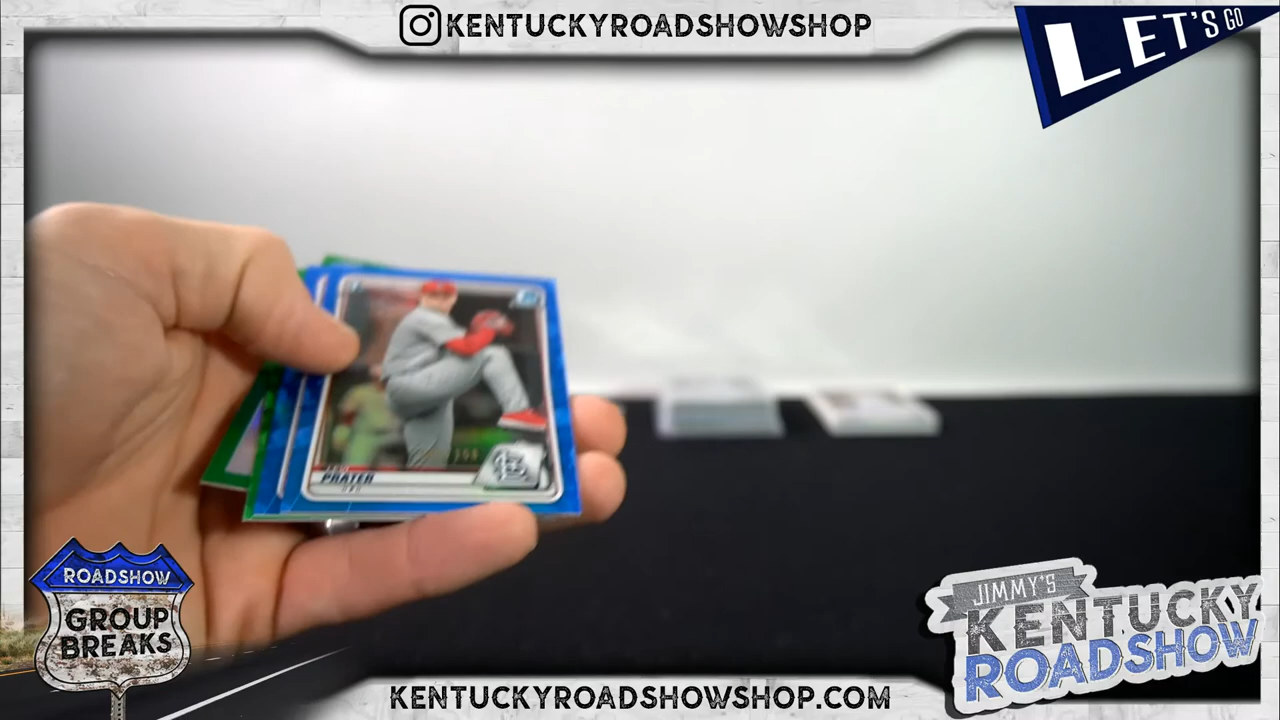 KENTUCKYROADSHOWSHOP
LET'S GO
PRATER
ROADSHOW
GROUP
BREAKS
JIMMY'S
KENTUCKY
ROADSHOW
KENTUCKYROADSHOWSHOP.COM